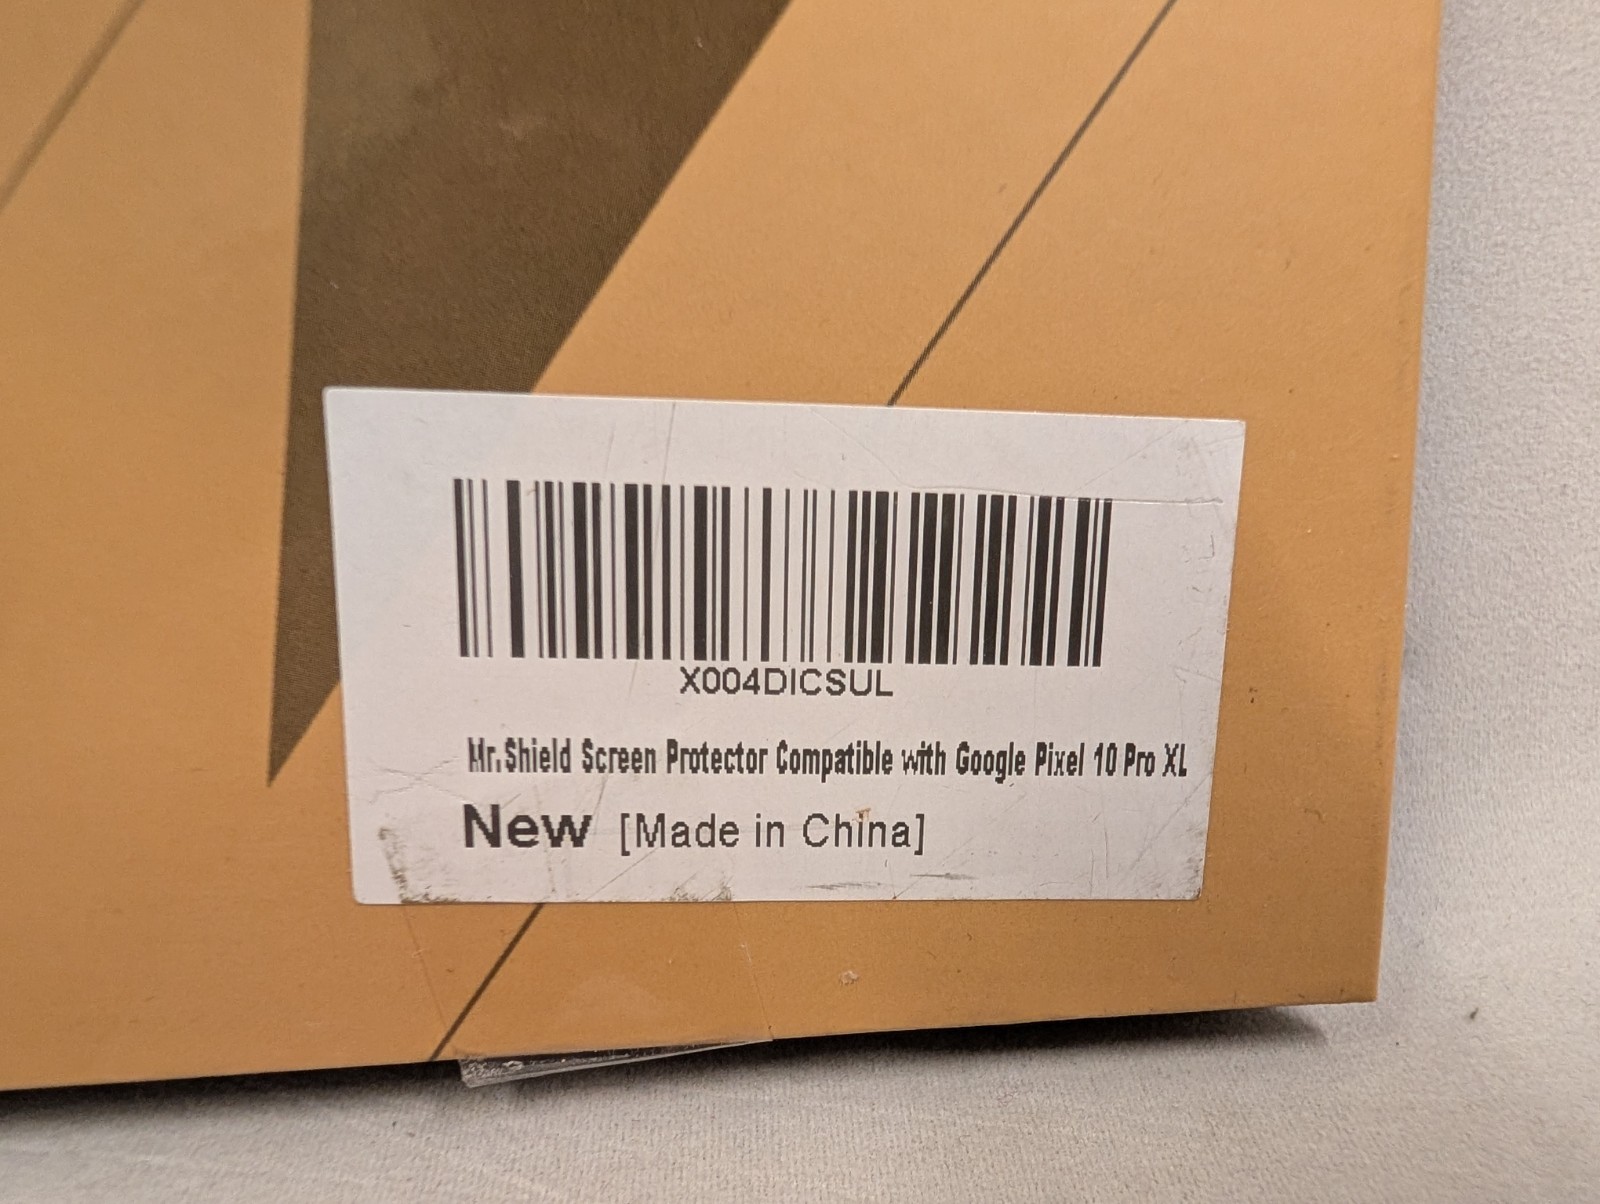 X004DICSUL
Mr.Shield Screen Protector Compatible with Google Pixel 10 Pro XL
New [Made in China]